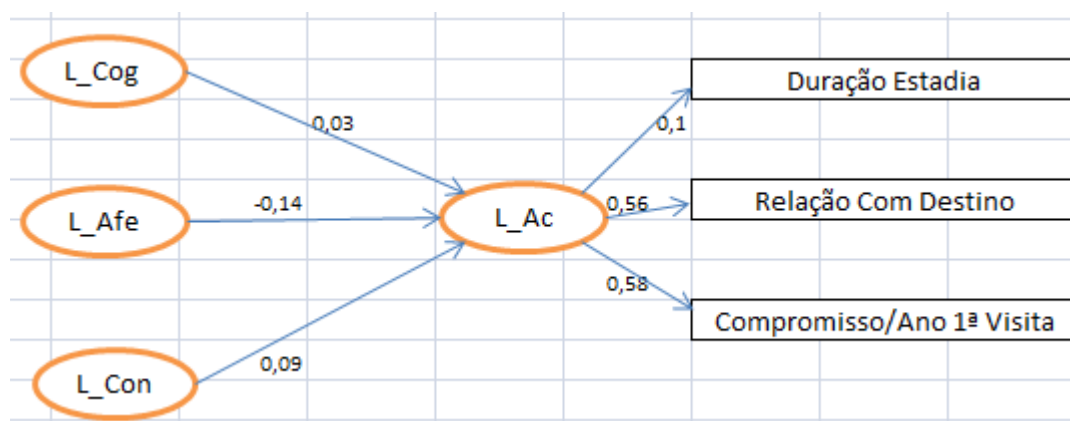 L_Cog
0,03
L_Afe
-0,14
L_Con
0,09
L_Ac
0,1
Duração Estadia
0,56
Relação Com Destino
0,58
Compromisso/Ano 1ª Visita